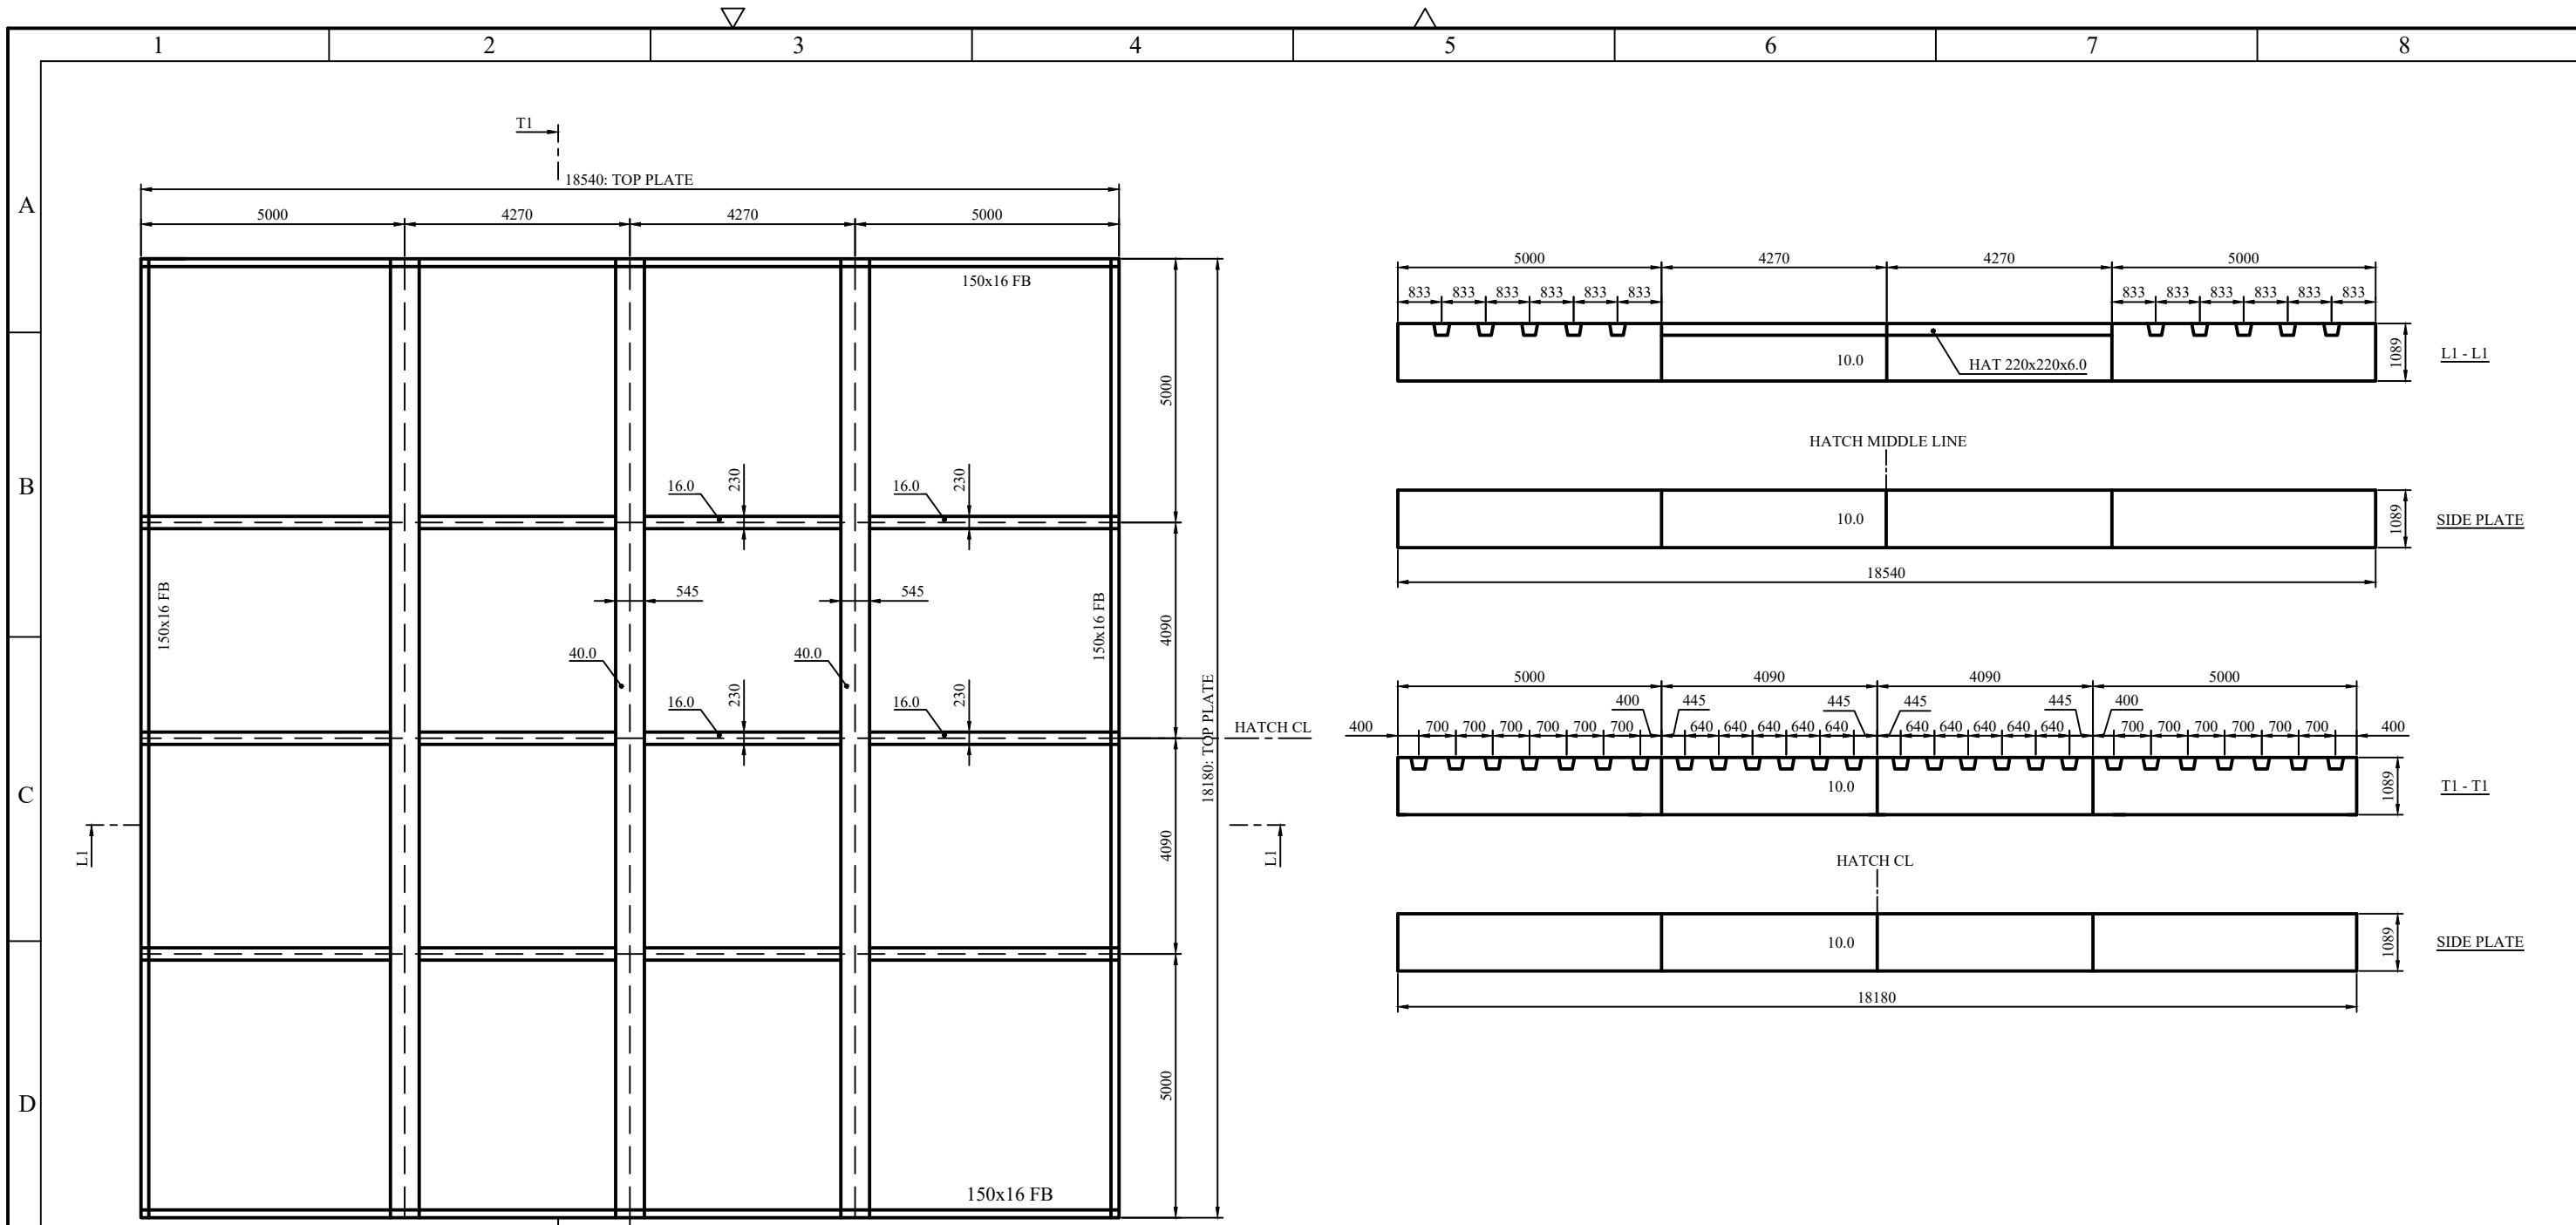 1 2 3 4 5 6 7 8
A
B
C
D
T1
18540: TOP PLATE
5000 4270 4270 5000
150x16 FB
5000
16.0 230 16.0 230
150x16 FB
545 545
150x16 FB
4090
40.0 40.0
16.0 230 16.0 230
HATCH CL
18180: TOP PLATE
L1 L1
4090
5000
150x16 FB
5000 4270 4270 5000
833 833 833 833 833 833 833 833 833 833 833 833
10.0
HAT 220x220x6.0
1089
L1 - L1
HATCH MIDDLE LINE
10.0
1089
SIDE PLATE
18540
5000 4090 4090 5000
400 445 445 445 445 400
400 700 700 700 700 700 700 640 640 640 640 640 640 640 640 640 640 700 700 700 700 700 700 400
10.0
1089
T1 - T1
HATCH CL
10.0
1089
SIDE PLATE
18180